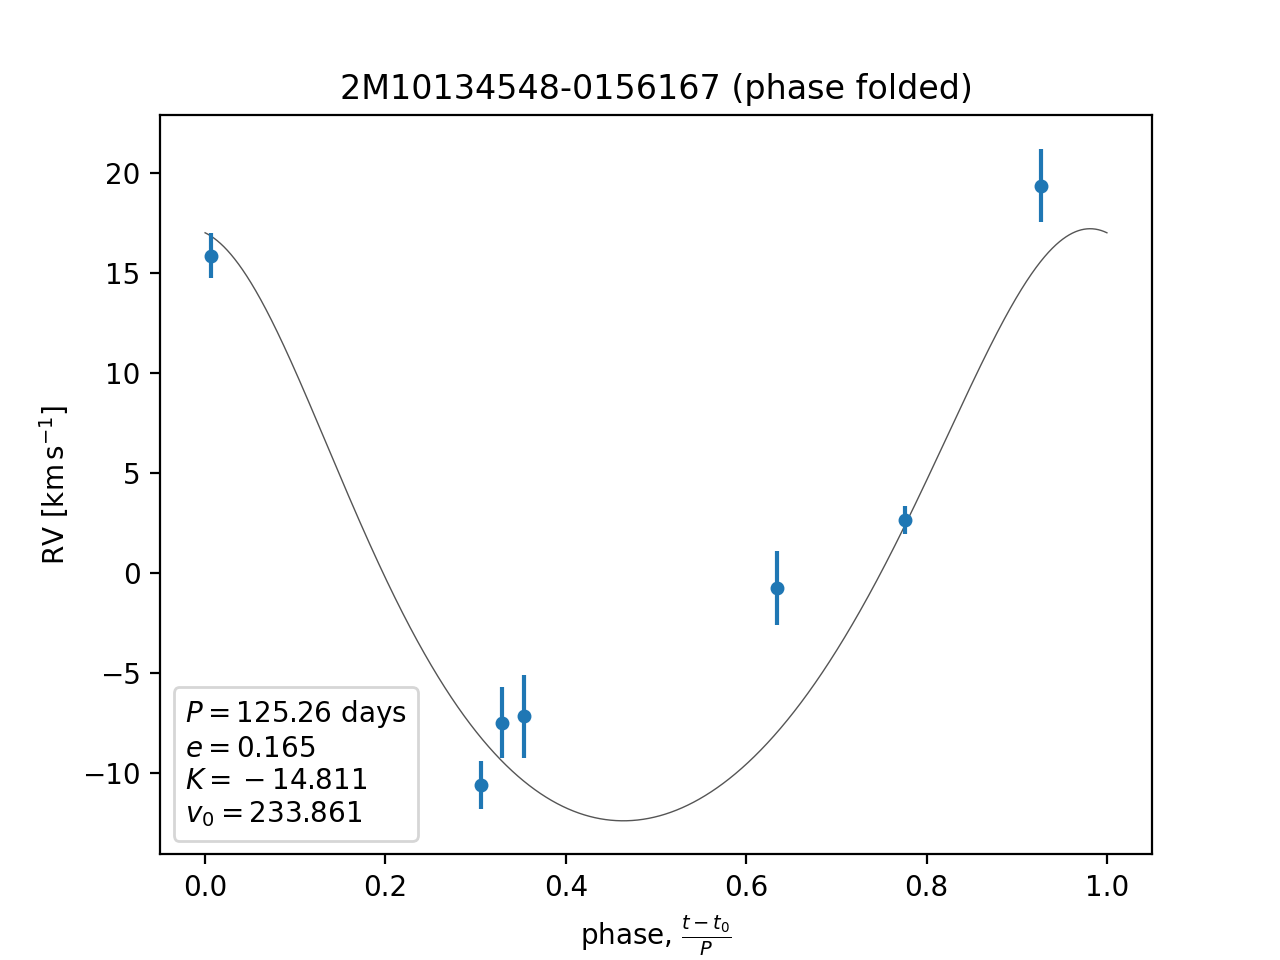 2M10134548-0156167 (phase folded)
RV [km s⁻¹]
20
15
10
5
0
−5
−10
P = 125.26 days
e = 0.165
K = −14.811
v₀ = 233.861
0.0 0.2 0.4 0.6 0.8 1.0
phase, (t − t₀)/P